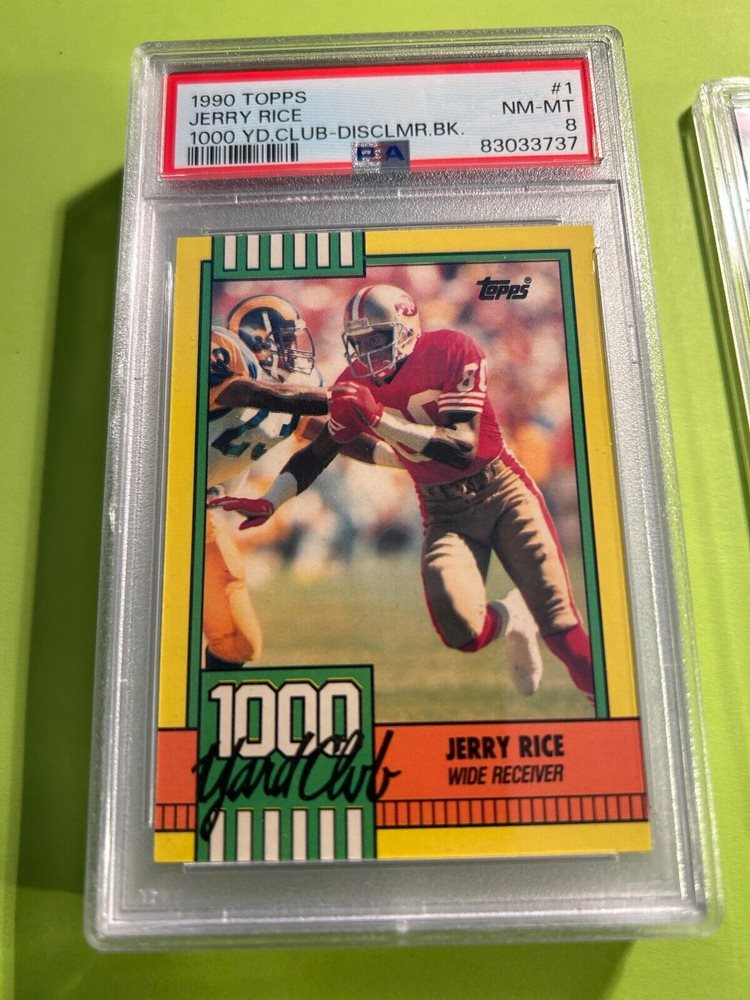 1990 TOPPS #1
JERRY RICE NM-MT
1000 YD.CLUB-DISCLMR.BK. 8
PSA 83033737
topps®
80
1000
Yard Club
JERRY RICE
WIDE RECEIVER